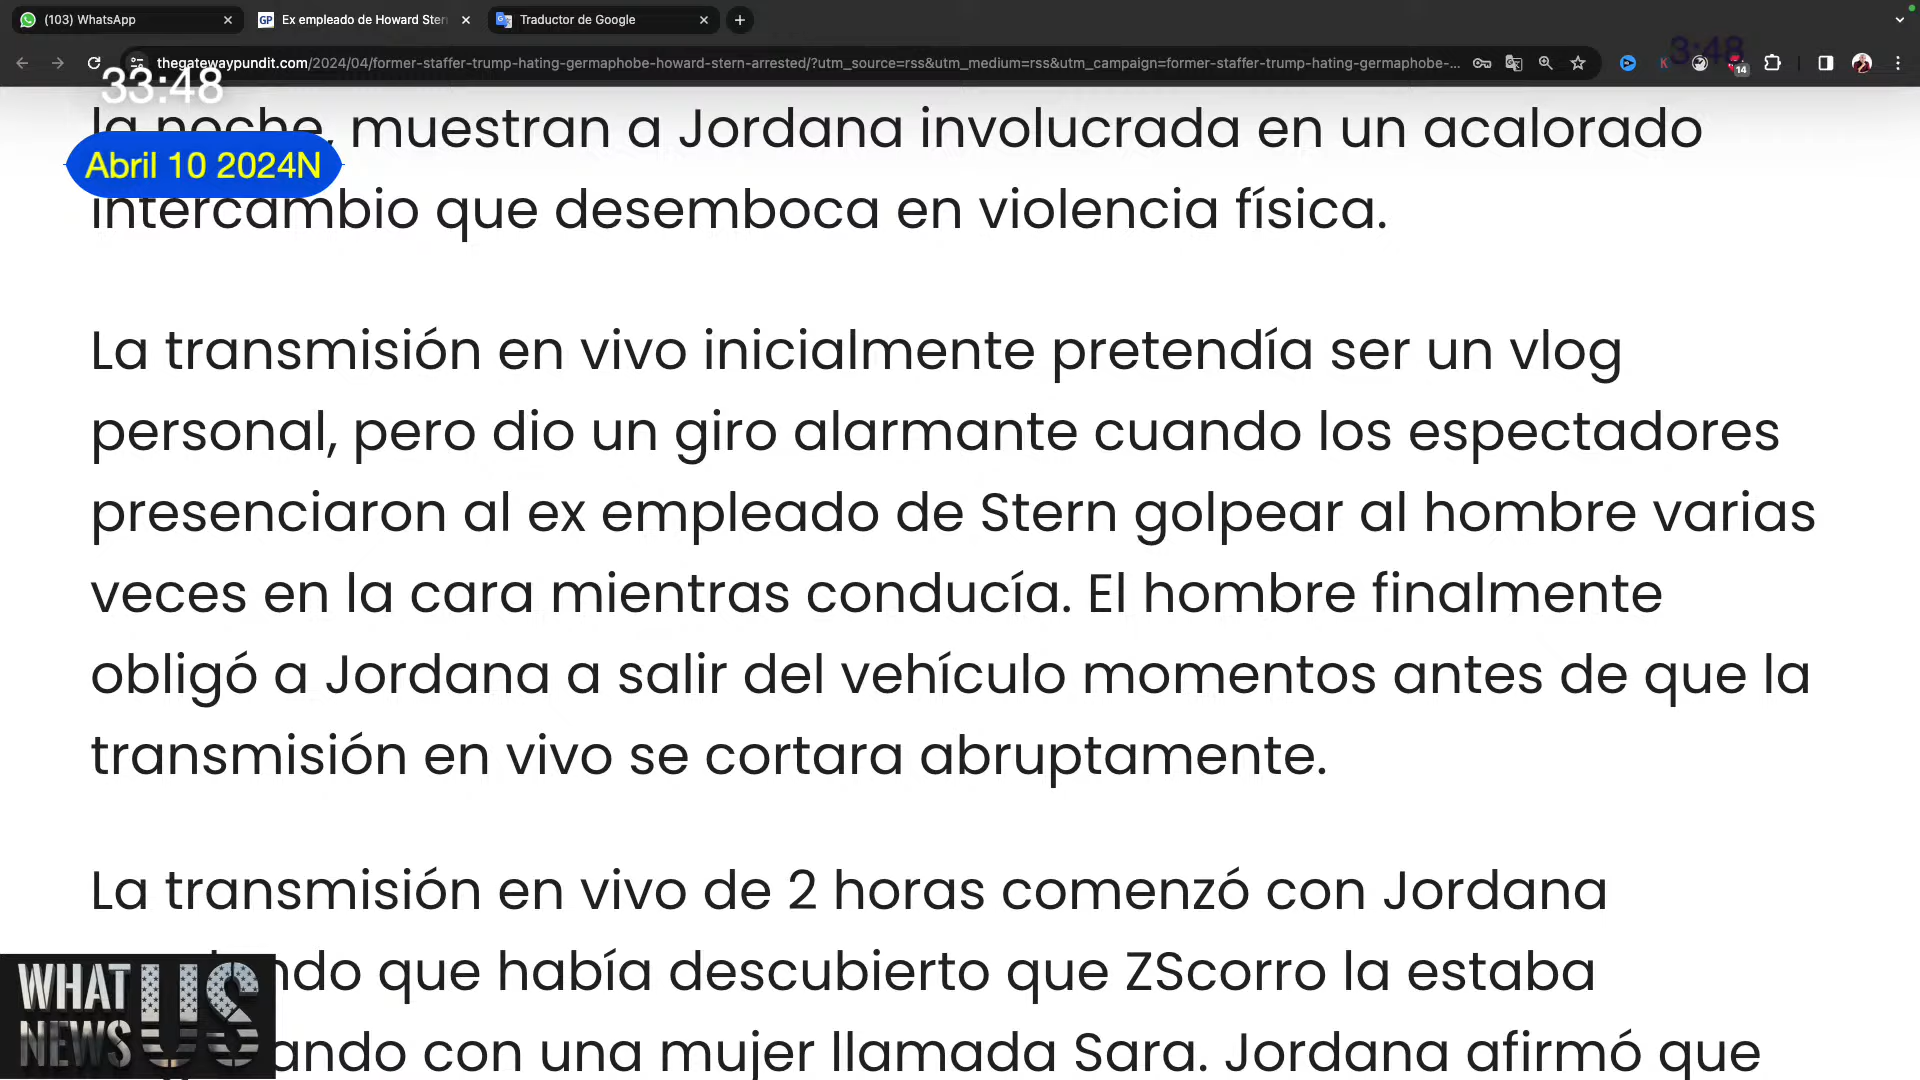 (103) WhatsApp
GP Ex empleado de Howard Ster
Traductor de Google
thegatewaypundit.com/2024/04/former-staffer-trump-hating-germaphobe-howard-stern-arrested/?utm_source=rss&utm_medium=rss&utm_campaign=former-staffer-trump-hating-germaphobe-...
14
3:48
33:48
la noche, muestran a Jordana involucrada en un acalorado
Abril 10 2024N
intercambio que desemboca en violencia física.
La transmisión en vivo inicialmente pretendía ser un vlog
personal, pero dio un giro alarmante cuando los espectadores
presenciaron al ex empleado de Stern golpear al hombre varias
veces en la cara mientras conducía. El hombre finalmente
obligó a Jordana a salir del vehículo momentos antes de que la
transmisión en vivo se cortara abruptamente.
La transmisión en vivo de 2 horas comenzó con Jordana
que había descubierto que ZScorro la estaba
con una mujer llamada Sara. Jordana afirmó que
WHAT
NEWS
US